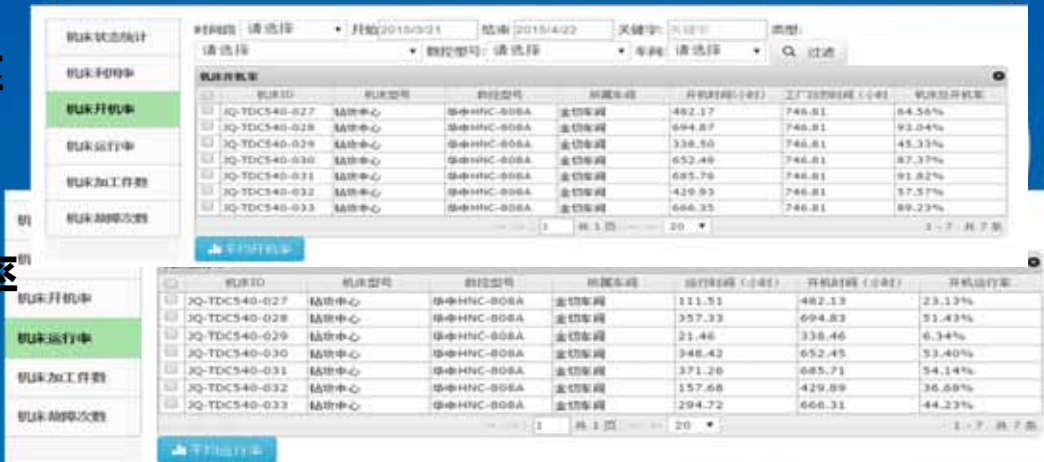 机床状态统计
机床利用率
机床开机率
机床运行率
机床加工件数
机床故障次数
时间段 请选择 开始 2015/3/21 结束 2015/4/22 关键字: 关键字 类型:
请选择 数控型号: 请选择 车间 请选择 过滤
机床开机率
机床ID 机床型号 数控型号 所属车间 开机时间(小时) 工厂日历时间 (小时 机床总开机率
JQ-TDC540-027 钻攻中心 华中HNC-808A 金切车间 482.17 746.81 64.56%
JQ-TDC540-028 钻攻中心 华中HNC-808A 金切车间 694.87 746.81 93.04%
JQ-TDC540-029 钻攻中心 华中HNC-808A 金切车间 338.50 746.81 45.33%
JQ-TDC540-030 钻攻中心 华中HNC-808A 金切车间 652.49 746.81 87.37%
JQ-TDC540-031 钻攻中心 华中HNC-808A 金切车间 685.76 746.81 91.82%
JQ-TDC540-032 钻攻中心 华中HNC-808A 金切车间 429.93 746.81 57.57%
JQ-TDC540-033 钻攻中心 华中HNC-808A 金切车间 666.35 746.81 89.23%
1 共 1 页 20 1 - 7 共 7 条
平均开机率
率
机
机
机床开机率
机床运行率
机床加工件数
机床故障次数
机床ID 机床型号 数控型号 所属车间 运行时间 (小时) 开机时间 (小时) 开机运行率
JQ-TDC540-027 钻攻中心 华中HNC-808A 金切车间 111.51 482.13 23.13%
JQ-TDC540-028 钻攻中心 华中HNC-808A 金切车间 357.33 694.83 51.43%
JQ-TDC540-029 钻攻中心 华中HNC-808A 金切车间 21.46 338.46 6.34%
JQ-TDC540-030 钻攻中心 华中HNC-808A 金切车间 348.42 652.45 53.40%
JQ-TDC540-031 钻攻中心 华中HNC-808A 金切车间 371.26 685.71 54.14%
JQ-TDC540-032 钻攻中心 华中HNC-808A 金切车间 157.68 429.89 36.68%
JQ-TDC540-033 钻攻中心 华中HNC-808A 金切车间 294.72 666.31 44.23%
1 共 1 页 20 1 - 7 共 7 条
平均运行率